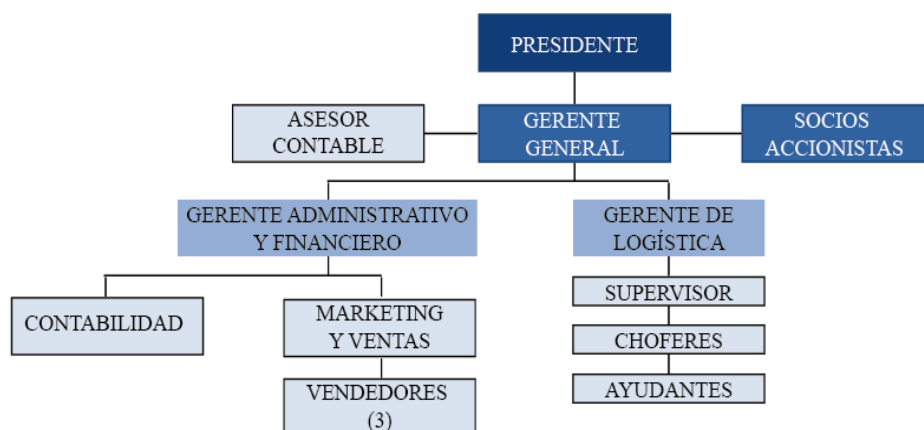 PRESIDENTE
ASESOR
CONTABLE
GERENTE
GENERAL
SOCIOS
ACCIONISTAS
GERENTE ADMINISTRATIVO
Y FINANCIERO
GERENTE DE
LOGÍSTICA
CONTABILIDAD
MARKETING
Y VENTAS
VENDEDORES
(3)
SUPERVISOR
CHOFERES
AYUDANTES